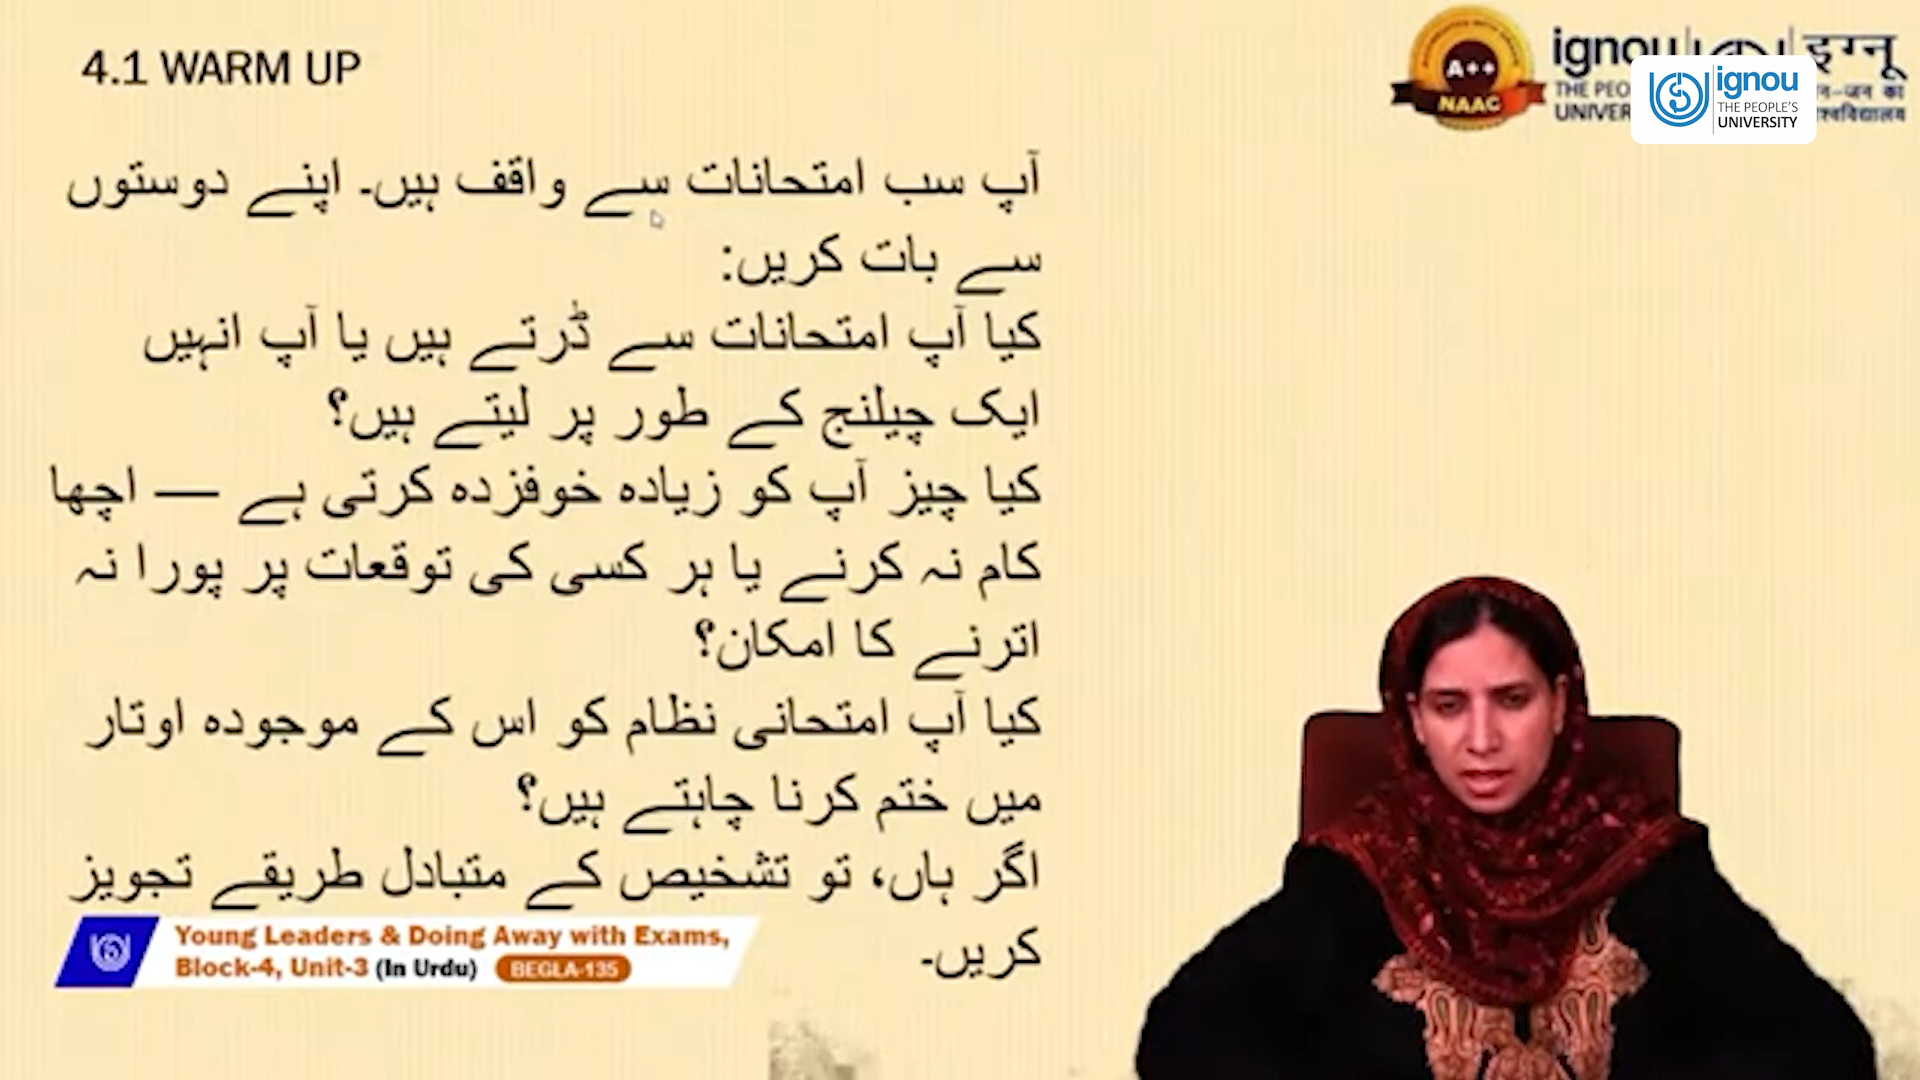 4.1 WARM UP
آپ سب امتحانات سے واقف ہیں۔ اپنے دوستوں
سے بات کریں:
کیا آپ امتحانات سے ڈرتے ہیں یا آپ انہیں
ایک چیلنج کے طور پر لیتے ہیں؟
کیا چیز آپ کو زیادہ خوفزدہ کرتی ہے — اچھا
کام نہ کرنے یا ہر کسی کی توقعات پر پورا نہ
اترنے کا امکان؟
کیا آپ امتحانی نظام کو اس کے موجودہ اوتار
میں ختم کرنا چاہتے ہیں؟
اگر ہاں، تو تشخیص کے متبادل طریقے تجویز
کریں۔
A++
NAAC
ignou
इग्नू
ignou
THE PEOPLE'S
UNIVERSITY
Young Leaders & Doing Away with Exams,
Block-4, Unit-3 (In Urdu) BEGLA-135